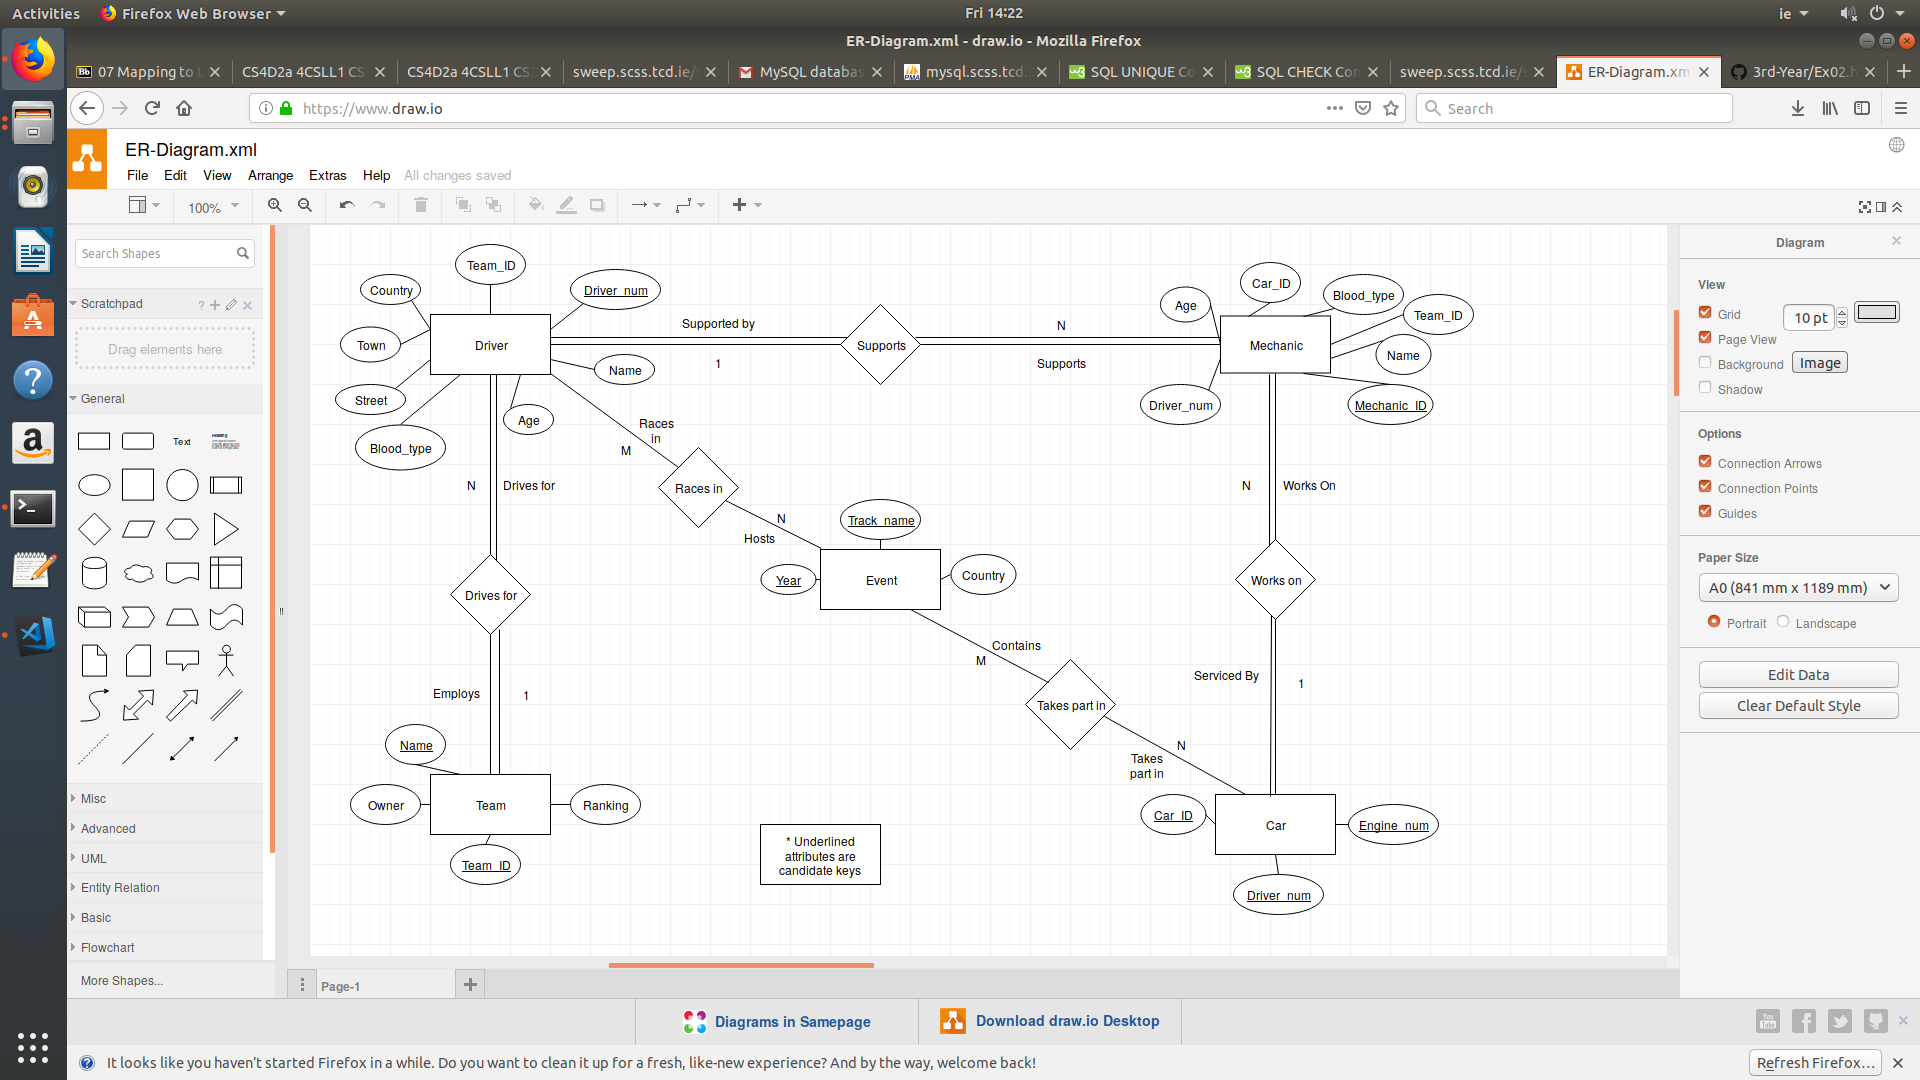 Activities
Firefox Web Browser
Fri 14:22
ie
ER-Diagram.xml - draw.io - Mozilla Firefox
07 Mapping to
CS4D2a 4CSLL1 CS
CS4D2a 4CSLL1 CS
sweep.scss.tcd.ie/
MySQL databas
mysql.scss.tcd.
SQL UNIQUE Co
SQL CHECK Con
sweep.scss.tcd.ie/
ER-Diagram.xm
3rd-Year/Ex02.h
https://www.draw.io
Search
ER-Diagram.xml
File Edit View Arrange Extras Help All changes saved
100%
Search Shapes
Scratchpad
?
Drag elements here
General
Text
Heading
Misc
Advanced
UML
Entity Relation
Basic
Flowchart
More Shapes...
Team_ID
Country
Driver_num
Town
Driver
Name
Street
Age
Blood_type
Supported by
1
Supports
N
Supports
Age
Car_ID
Blood_type
Team_ID
Mechanic
Name
Driver_num
Mechanic_ID
Races
in
M
Races in
N
Hosts
N
Drives for
Drives for
Employs
1
Track_name
Year
Event
Country
N
Works On
Works on
Serviced By
1
Contains
M
Takes part in
N
Takes
part in
Name
Owner
Team
Ranking
Team_ID
* Underlined
attributes are
candidate keys
Car_ID
Car
Engine_num
Driver_num
Diagram
View
Grid
10 pt
Page View
Background
Image
Shadow
Options
Connection Arrows
Connection Points
Guides
Paper Size
A0 (841 mm x 1189 mm)
Portrait
Landscape
Edit Data
Clear Default Style
Page-1
Diagrams in Samepage
Download draw.io Desktop
You
Tube
It looks like you haven't started Firefox in a while. Do you want to clean it up for a fresh, like-new experience? And by the way, welcome back!
Refresh Firefox...